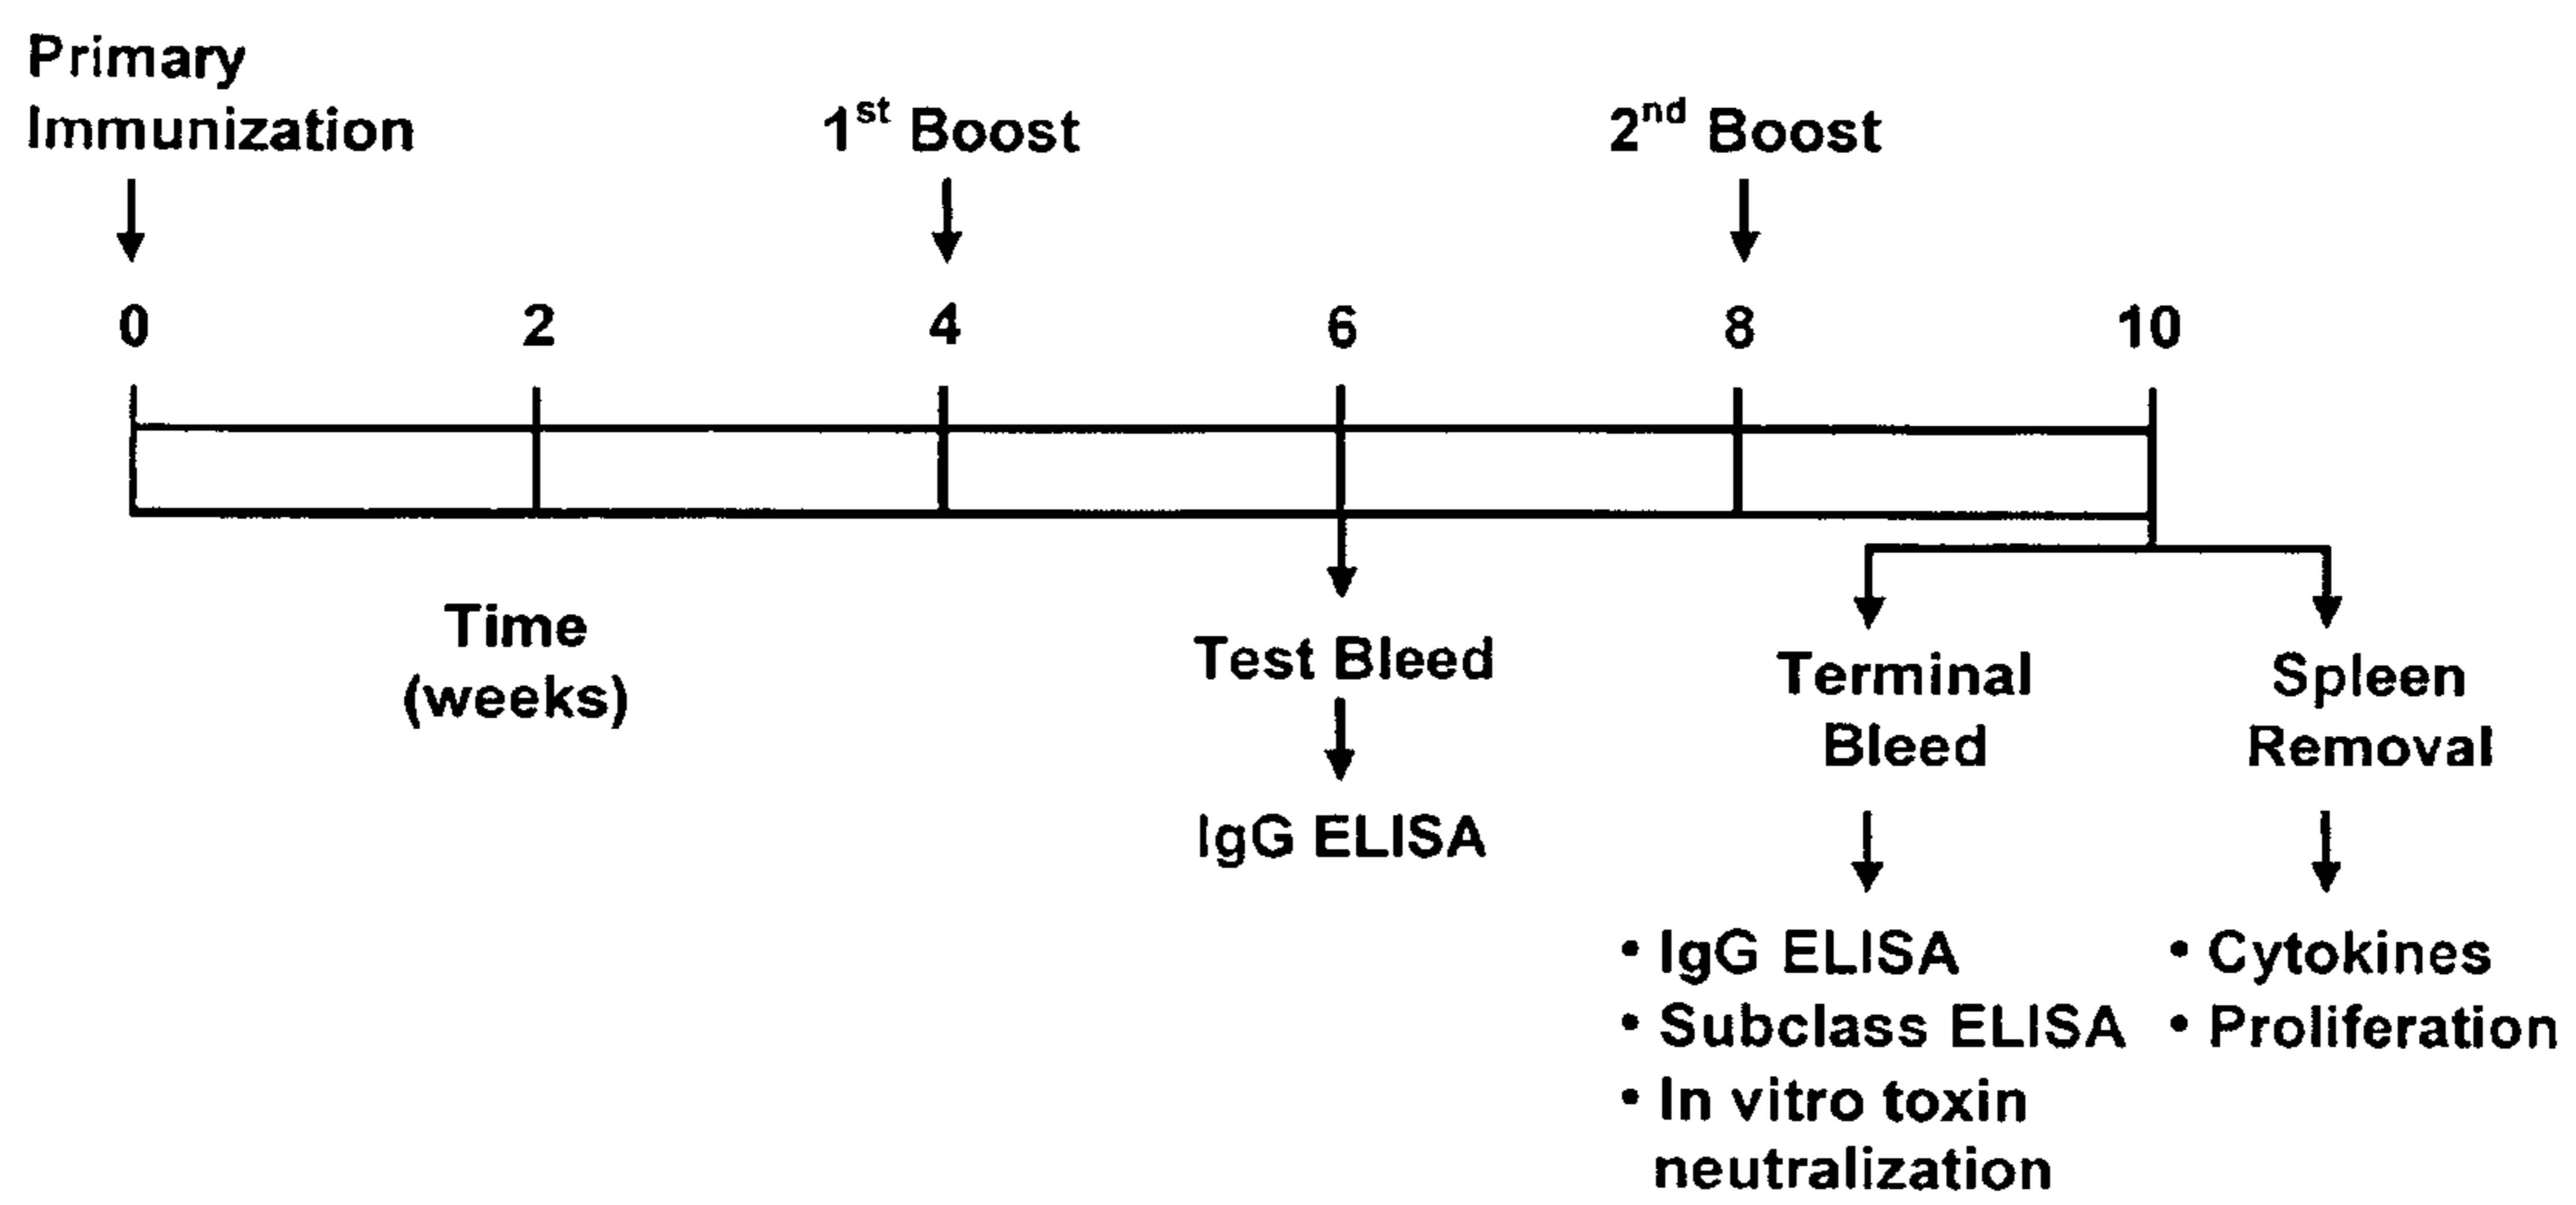 Primary
Immunization
1st Boost
2nd Boost
0 2 4 6 8 10
Time
(weeks)
Test Bleed
IgG ELISA
Terminal
Bleed
• IgG ELISA
• Subclass ELISA
• In vitro toxin
neutralization
Spleen
Removal
• Cytokines
• Proliferation